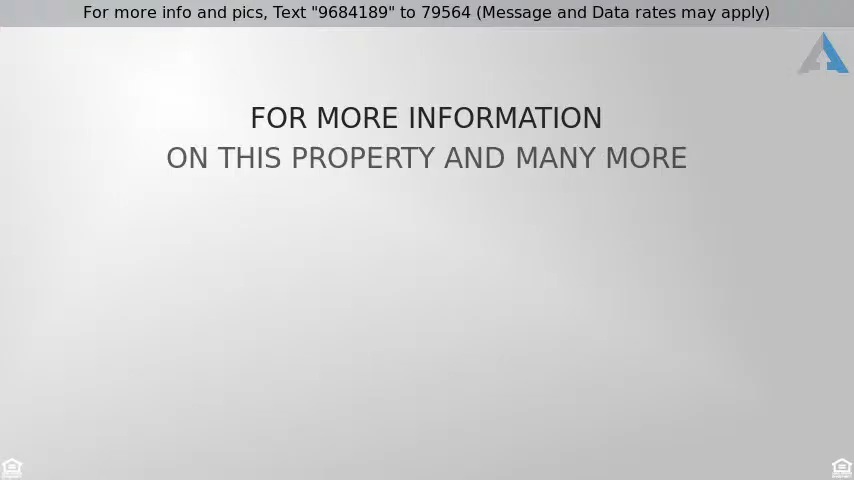 For more info and pics, Text "9684189" to 79564 (Message and Data rates may apply)
FOR MORE INFORMATION
ON THIS PROPERTY AND MANY MORE